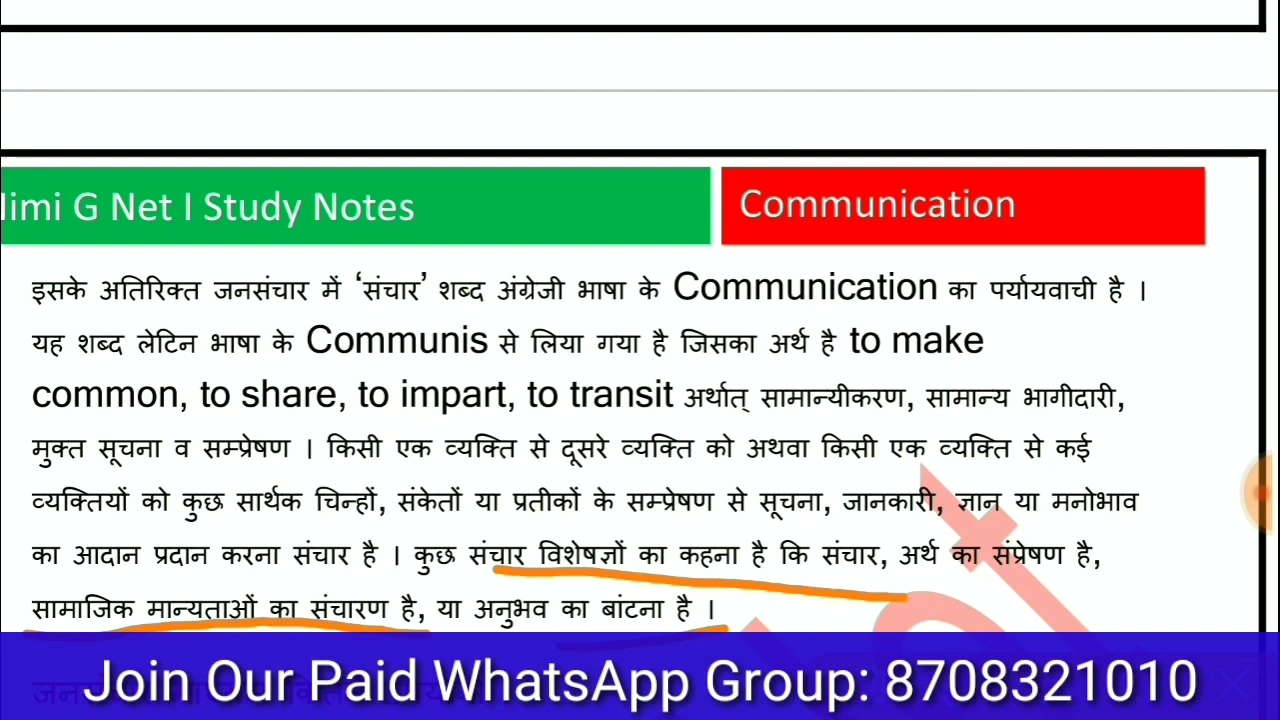 imi G Net I Study Notes
Communication
इसके अतिरिक्त जनसंचार में ‘संचार’ शब्द अंग्रेजी भाषा के Communication का पर्यायवाची है ।
यह शब्द लेटिन भाषा के Communis से लिया गया है जिसका अर्थ है to make
common, to share, to impart, to transit अर्थात् सामान्यीकरण, सामान्य भागीदारी,
मुक्त सूचना व सम्प्रेषण । किसी एक व्यक्ति से दूसरे व्यक्ति को अथवा किसी एक व्यक्ति से कई
व्यक्तियों को कुछ सार्थक चिन्हों, संकेतों या प्रतीकों के सम्प्रेषण से सूचना, जानकारी, ज्ञान या मनोभाव
का आदान प्रदान करना संचार है । कुछ संचार विशेषज्ञों का कहना है कि संचार, अर्थ का संप्रेषण है,
सामाजिक मान्यताओं का संचारण है, या अनुभव का बांटना है ।
Join Our Paid WhatsApp Group: 8708321010